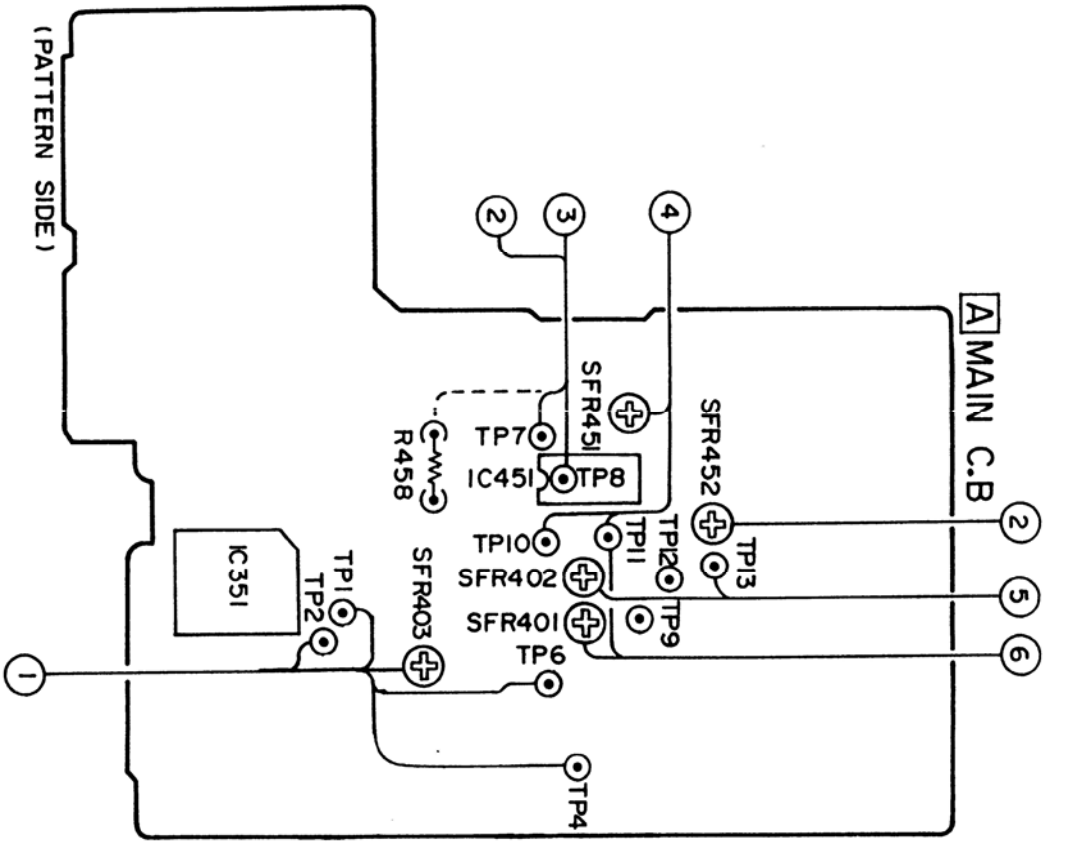 A MAIN C.B
(PATTERN SIDE)
2
3
4
SFR451
SFR452
TP7
R458
IC451
TP8
2
TP10
TP11
TP12
TP13
SFR402
5
IC351
TP1
TP2
SFR403
SFR401
TP9
6
TP6
1
TP4